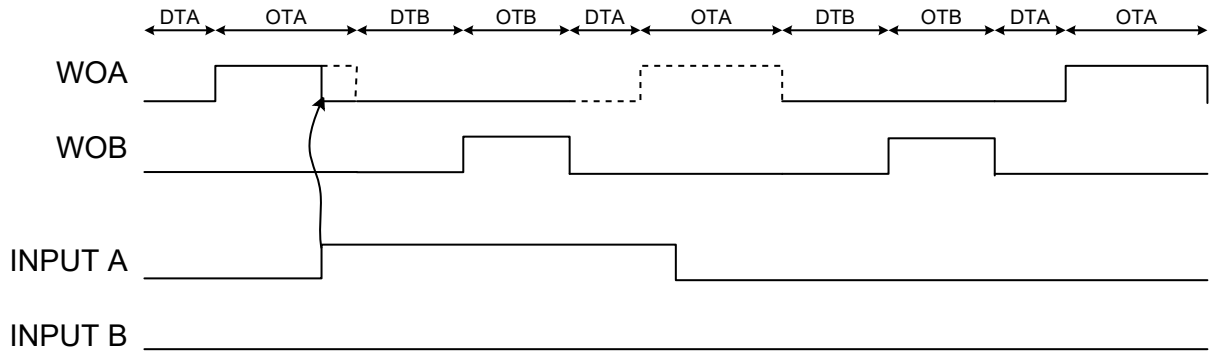 DTA OTA DTB OTB DTA OTA DTB OTB DTA OTA
WOA
WOB
INPUT A
INPUT B